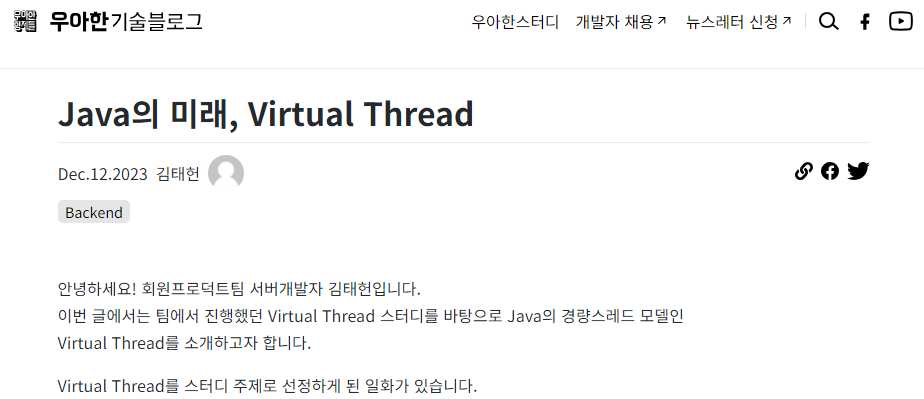 우아한기술블로그
우아한스터디 개발자 채용↗ 뉴스레터 신청↗
Java의 미래, Virtual Thread
Dec.12.2023 김태헌
Backend
안녕하세요! 회원프로덕트팀 서버개발자 김태헌입니다.
이번 글에서는 팀에서 진행했던 Virtual Thread 스터디를 바탕으로 Java의 경량스레드 모델인
Virtual Thread를 소개하고자 합니다.
Virtual Thread를 스터디 주제로 선정하게 된 일화가 있습니다.